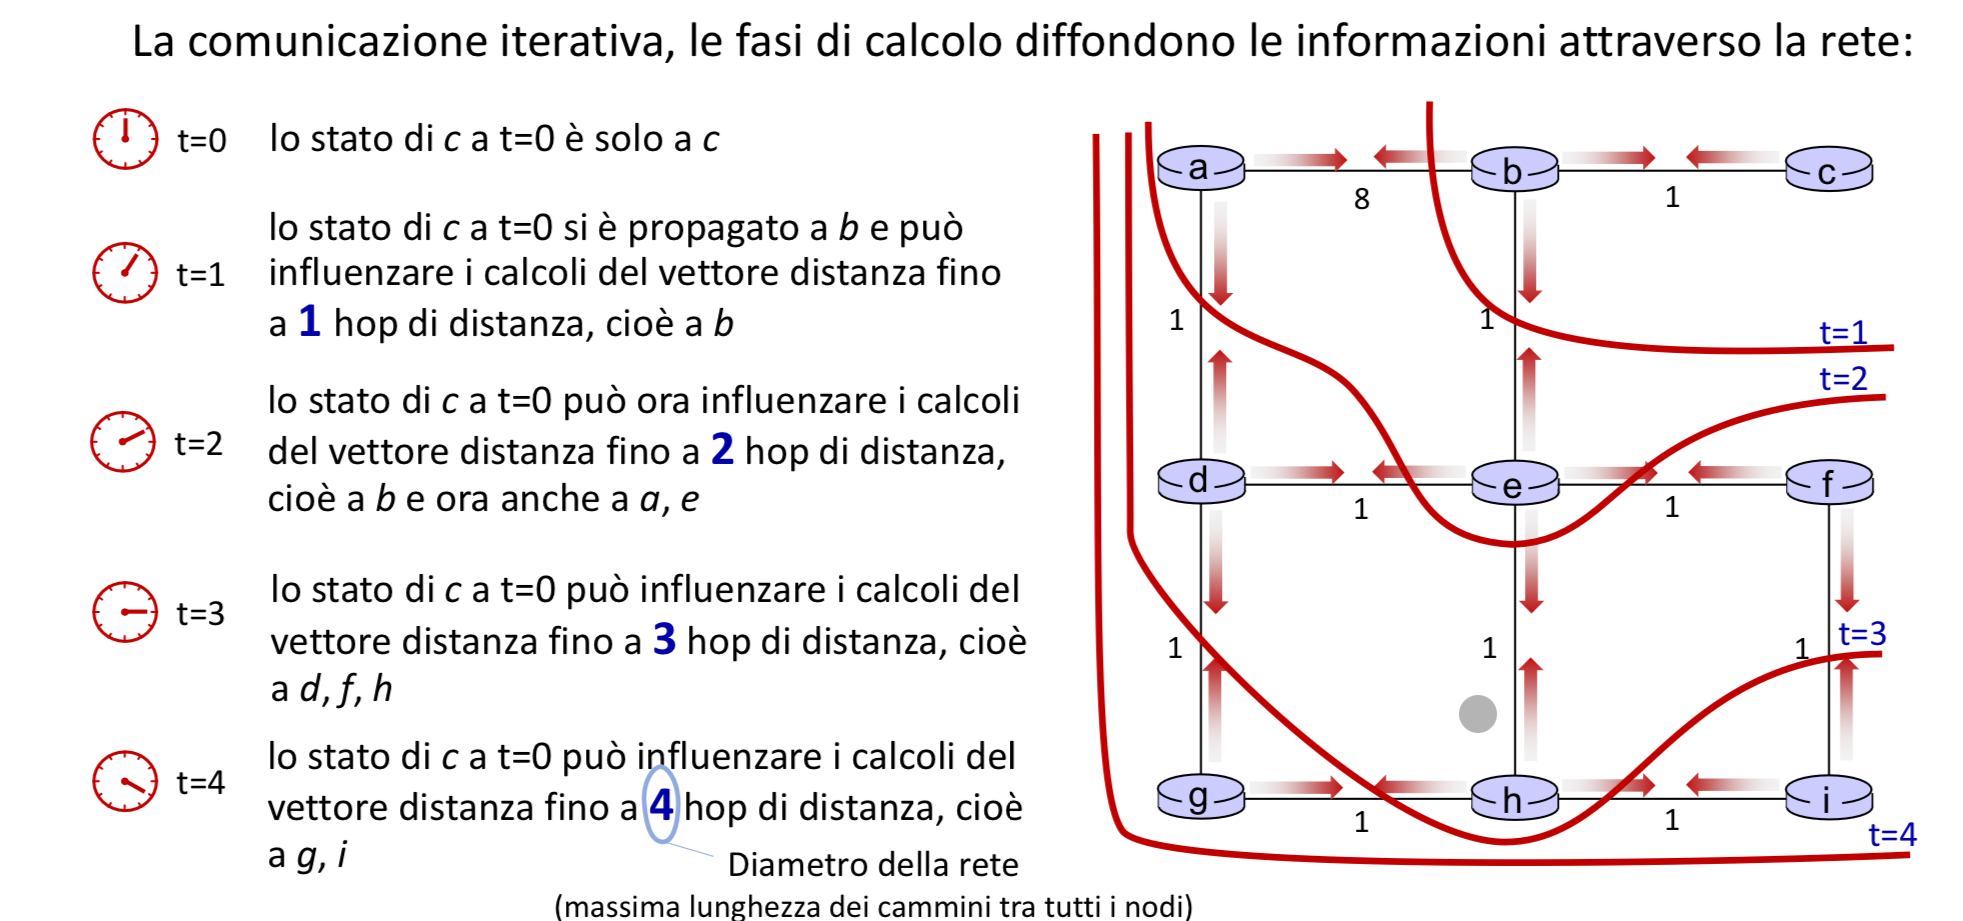 La comunicazione iterativa, le fasi di calcolo diffondono le informazioni attraverso la rete:
t=0
lo stato di c a t=0 è solo a c
t=1
lo stato di c a t=0 si è propagato a b e può
influenzare i calcoli del vettore distanza fino
a 1 hop di distanza, cioè a b
t=2
lo stato di c a t=0 può ora influenzare i calcoli
del vettore distanza fino a 2 hop di distanza,
cioè a b e ora anche a a, e
t=3
lo stato di c a t=0 può influenzare i calcoli del
vettore distanza fino a 3 hop di distanza, cioè
a d, f, h
t=4
lo stato di c a t=0 può influenzare i calcoli del
vettore distanza fino a 4 hop di distanza, cioè
a g, i
Diametro della rete
(massima lunghezza dei cammini tra tutti i nodi)
a
b
c
8
1
1
1
t=1
t=2
d
e
f
1
1
1
1
1
t=3
g
h
i
1
1
t=4